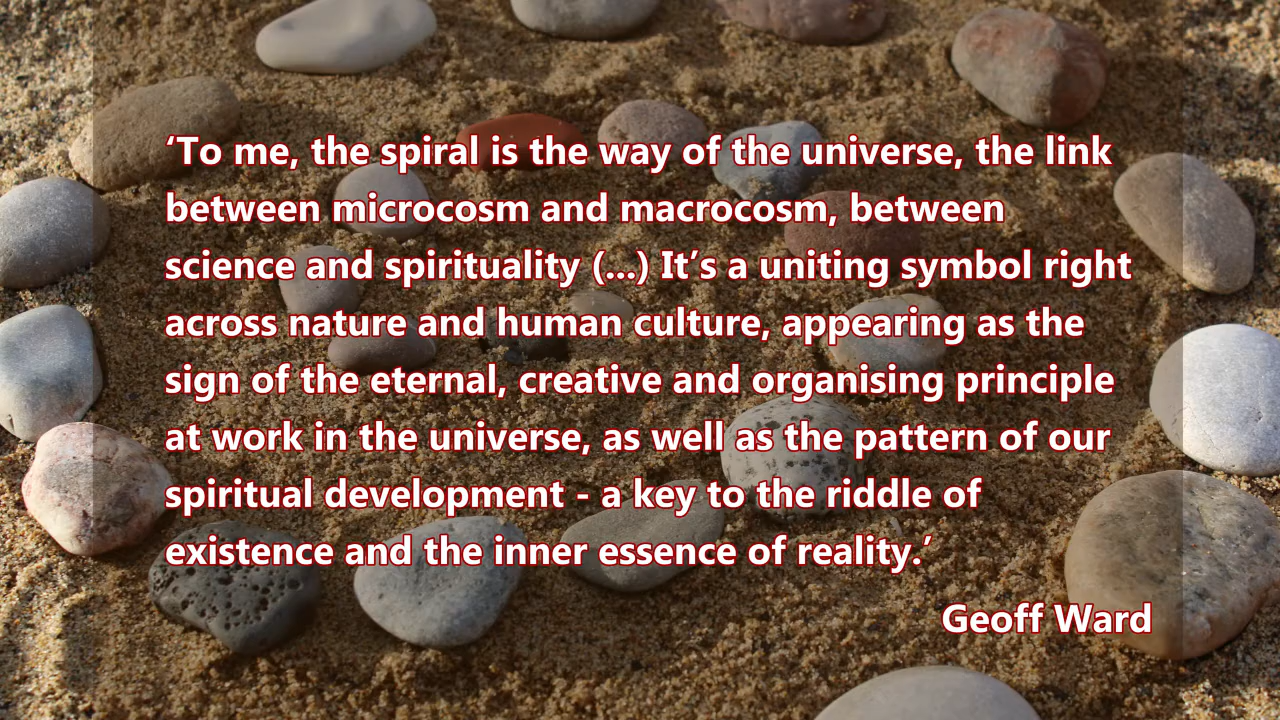 ‘To me, the spiral is the way of the universe, the link
between microcosm and macrocosm, between
science and spirituality (...) It’s a uniting symbol right
across nature and human culture, appearing as the
sign of the eternal, creative and organising principle
at work in the universe, as well as the pattern of our
spiritual development - a key to the riddle of
existence and the inner essence of reality.’
Geoff Ward